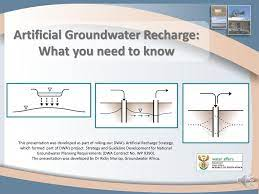 Artificial Groundwater Recharge:
What you need to know
This presentation was developed as part of rolling out DWA's Artificial Recharge Strategy,
which formed part of DWA's project: Strategy and Guideline Development for National
Groundwater Planning Requirements (DWA Contract No. WP 9390).
The presentation was developed by Dr Ricky Murray, Groundwater Africa.
water affairs